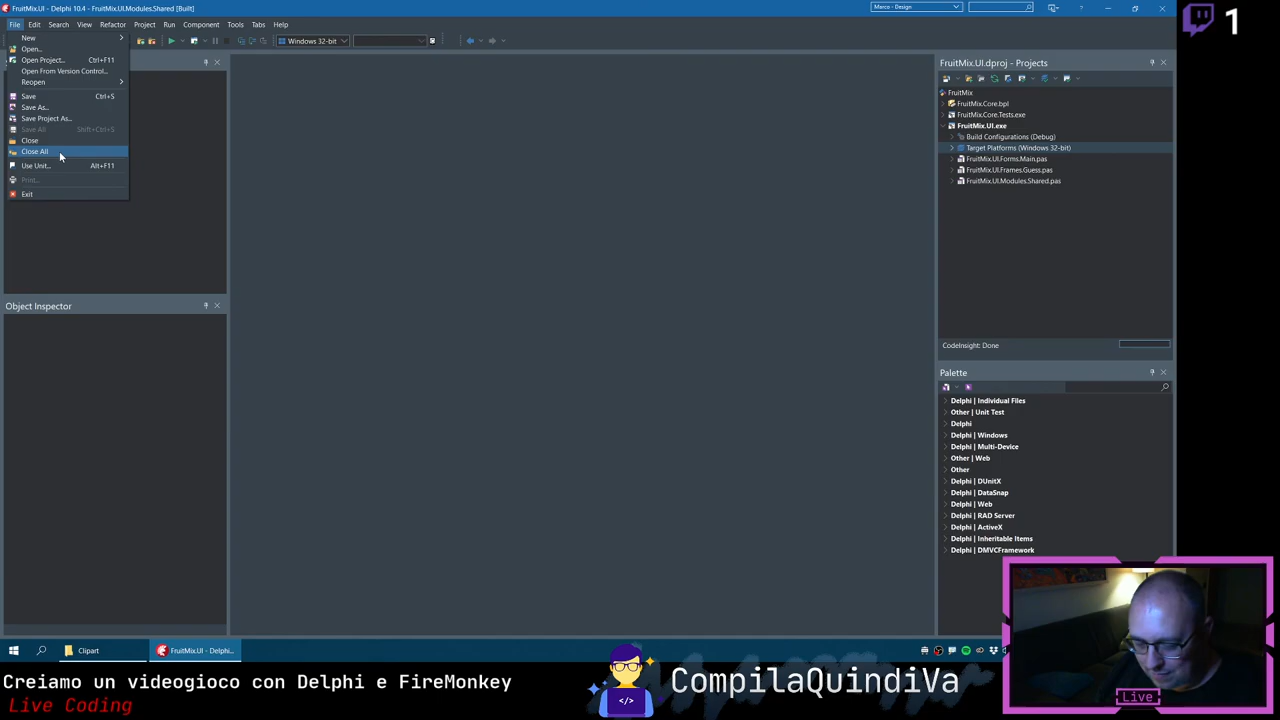 FruitMix.UI - Delphi 10.4 - FruitMix.UI.Modules.Shared [Built]
Marco - Design
1
File Edit Search View Refactor Project Run Component Tools Tabs Help
Windows 32-bit
New
Open...
Open Project... Ctrl+F11
Open From Version Control...
Reopen
Save Ctrl+S
Save As...
Save Project As...
Save All Shift+Ctrl+S
Close
Close All
Use Unit... Alt+F11
Print...
Exit
Object Inspector
FruitMix.UI.dproj - Projects
FruitMix
FruitMix.Core.bpl
FruitMix.Core.Tests.exe
FruitMix.UI.exe
Build Configurations (Debug)
Target Platforms (Windows 32-bit)
FruitMix.UI.Forms.Main.pas
FruitMix.UI.Frames.Guess.pas
FruitMix.UI.Modules.Shared.pas
CodeInsight: Done
Palette
Delphi | Individual Files
Other | Unit Test
Delphi
Delphi | Windows
Delphi | Multi-Device
Other | Web
Other
Delphi | DUnitX
Delphi | DataSnap
Delphi | Web
Delphi | RAD Server
Delphi | ActiveX
Delphi | Inheritable Items
Delphi | DMVCFramework
Clipart
FruitMix.UI - Delphi...
Creiamo un videogioco con Delphi e FireMonkey
Live Coding
</>
CompilaQuindiVa
Live